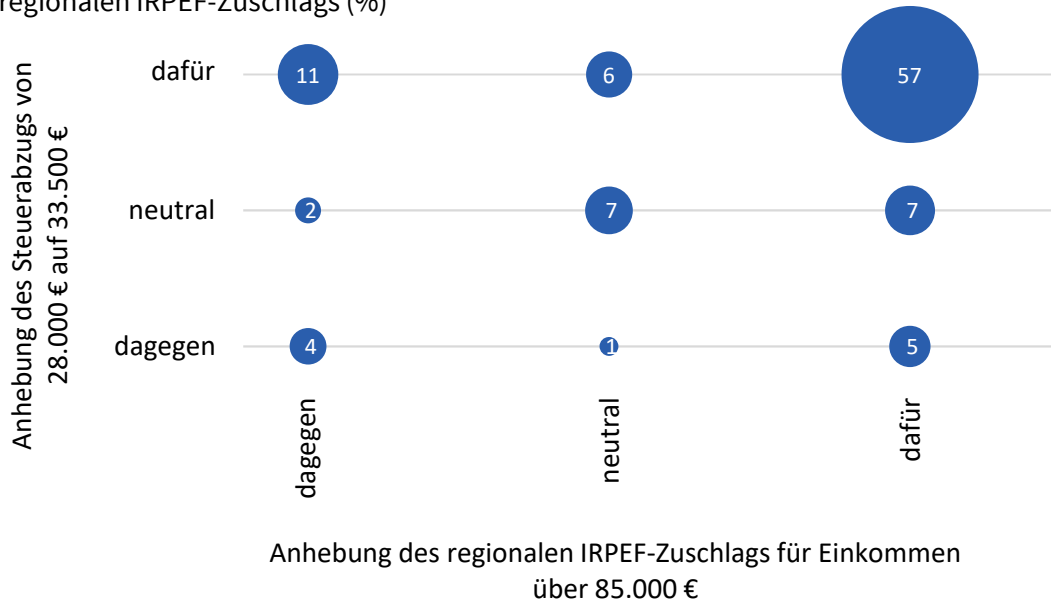 regionalen IRPEF-Zuschlags (%)
Anhebung des Steuerabzugs von
28.000 € auf 33.500 €
dafür
11
6
57
neutral
2
7
7
dagegen
4
1
5
dagegen
neutral
dafür
Anhebung des regionalen IRPEF-Zuschlags für Einkommen
über 85.000 €